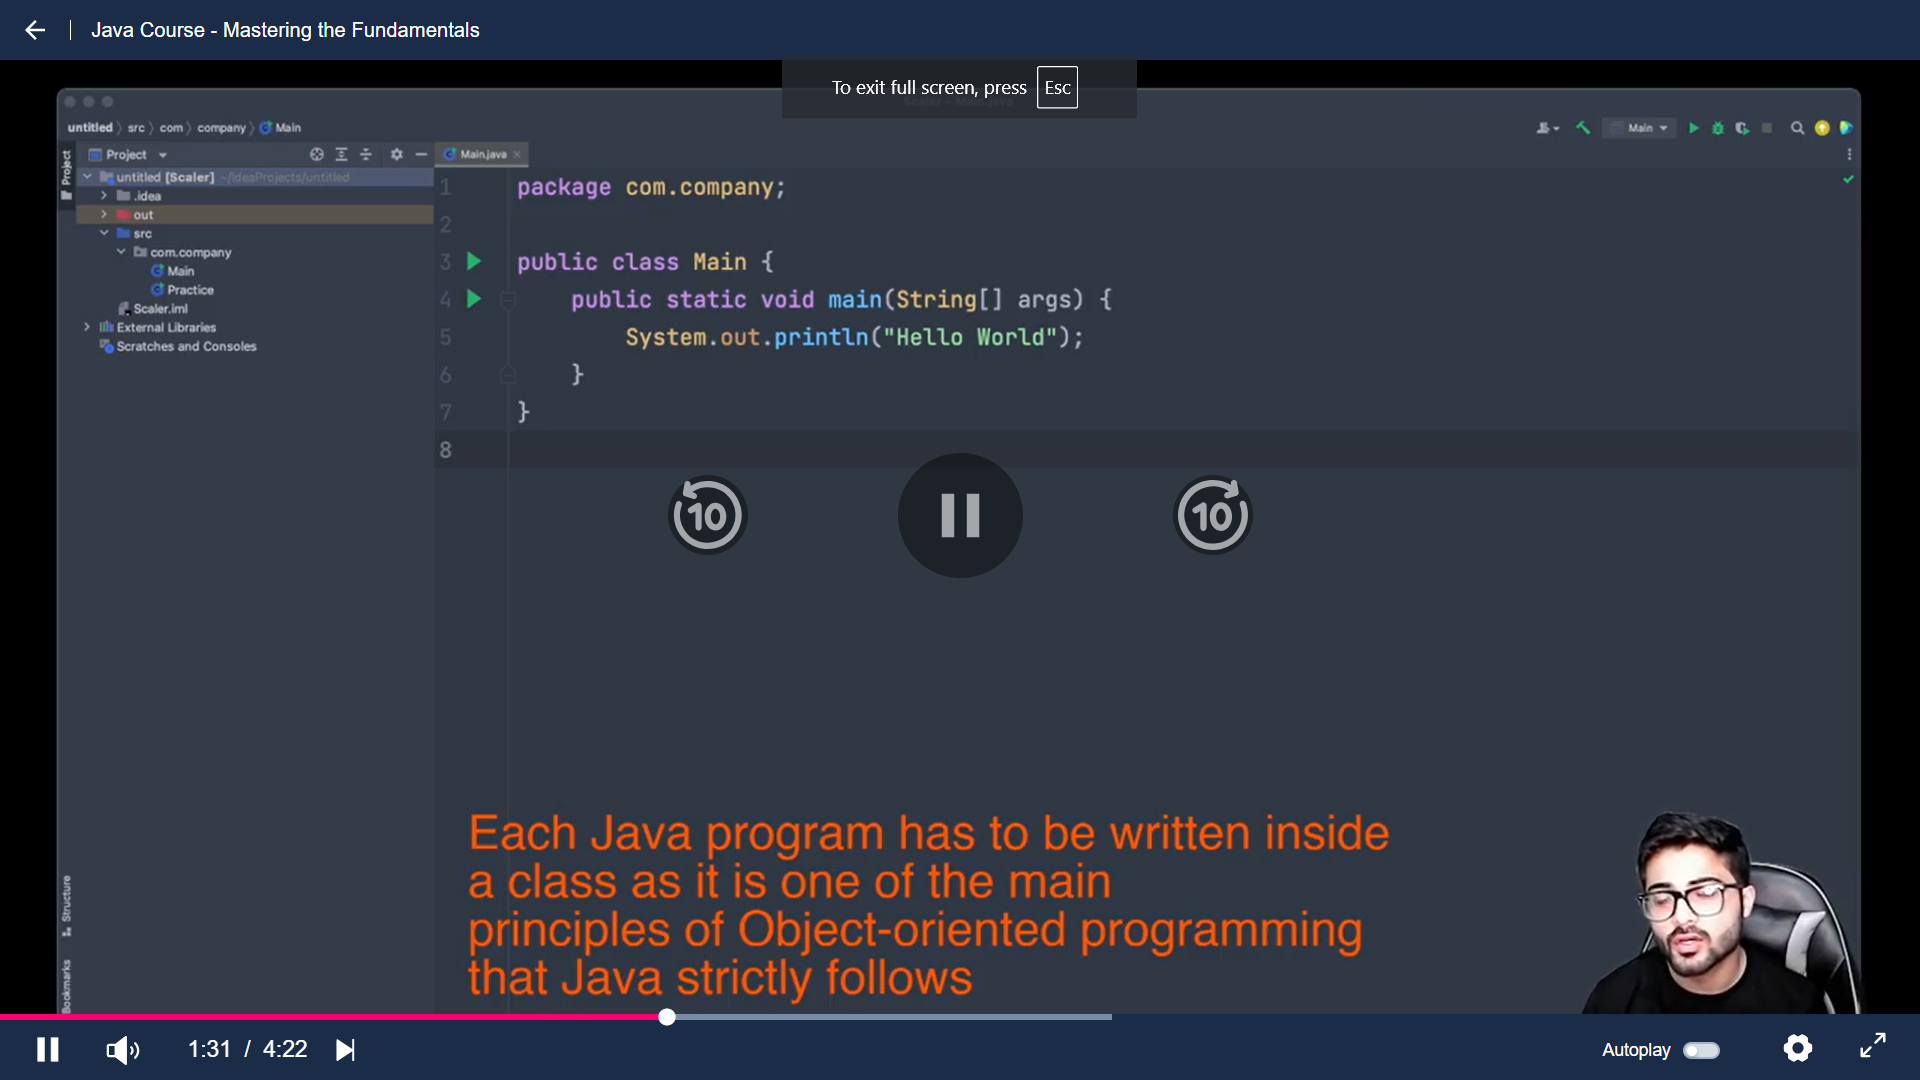 Java Course - Mastering the Fundamentals
To exit full screen, press Esc
untitled src com company Main
Main
Project
Project
Main.java
untitled [Scaler] ~/IdeaProjects/untitled
.idea
out
src
com.company
Main
Practice
Scaler.iml
External Libraries
Scratches and Consoles
1 package com.company;
2
3 public class Main {
4 public static void main(String[] args) {
5 System.out.println("Hello World");
6 }
7 }
8
10
10
Each Java program has to be written inside
a class as it is one of the main
principles of Object-oriented programming
that Java strictly follows
Structure
Bookmarks
1:31 / 4:22
Autoplay